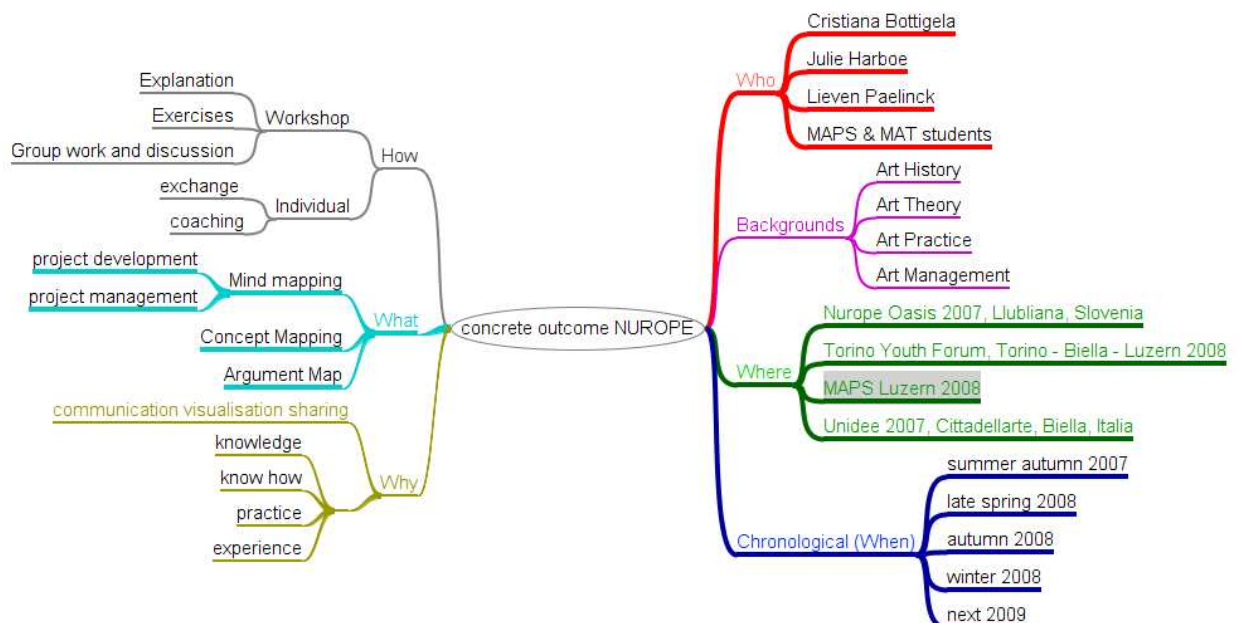 concrete outcome NUROPE
Who
Cristiana Bottigela
Julie Harboe
Lieven Paelinck
MAPS & MAT students
Backgrounds
Art History
Art Theory
Art Practice
Art Management
Where
Nurope Oasis 2007, Llubliana, Slovenia
Torino Youth Forum, Torino - Biella - Luzern 2008
MAPS Luzern 2008
Unidee 2007, Cittadellarte, Biella, Italia
Chronological (When)
summer autumn 2007
late spring 2008
autumn 2008
winter 2008
next 2009
How
Workshop
Explanation
Exercises
Group work and discussion
Individual
exchange
coaching
What
Mind mapping
project development
project management
Concept Mapping
Argument Map
Why
communication visualisation sharing
knowledge
know how
practice
experience